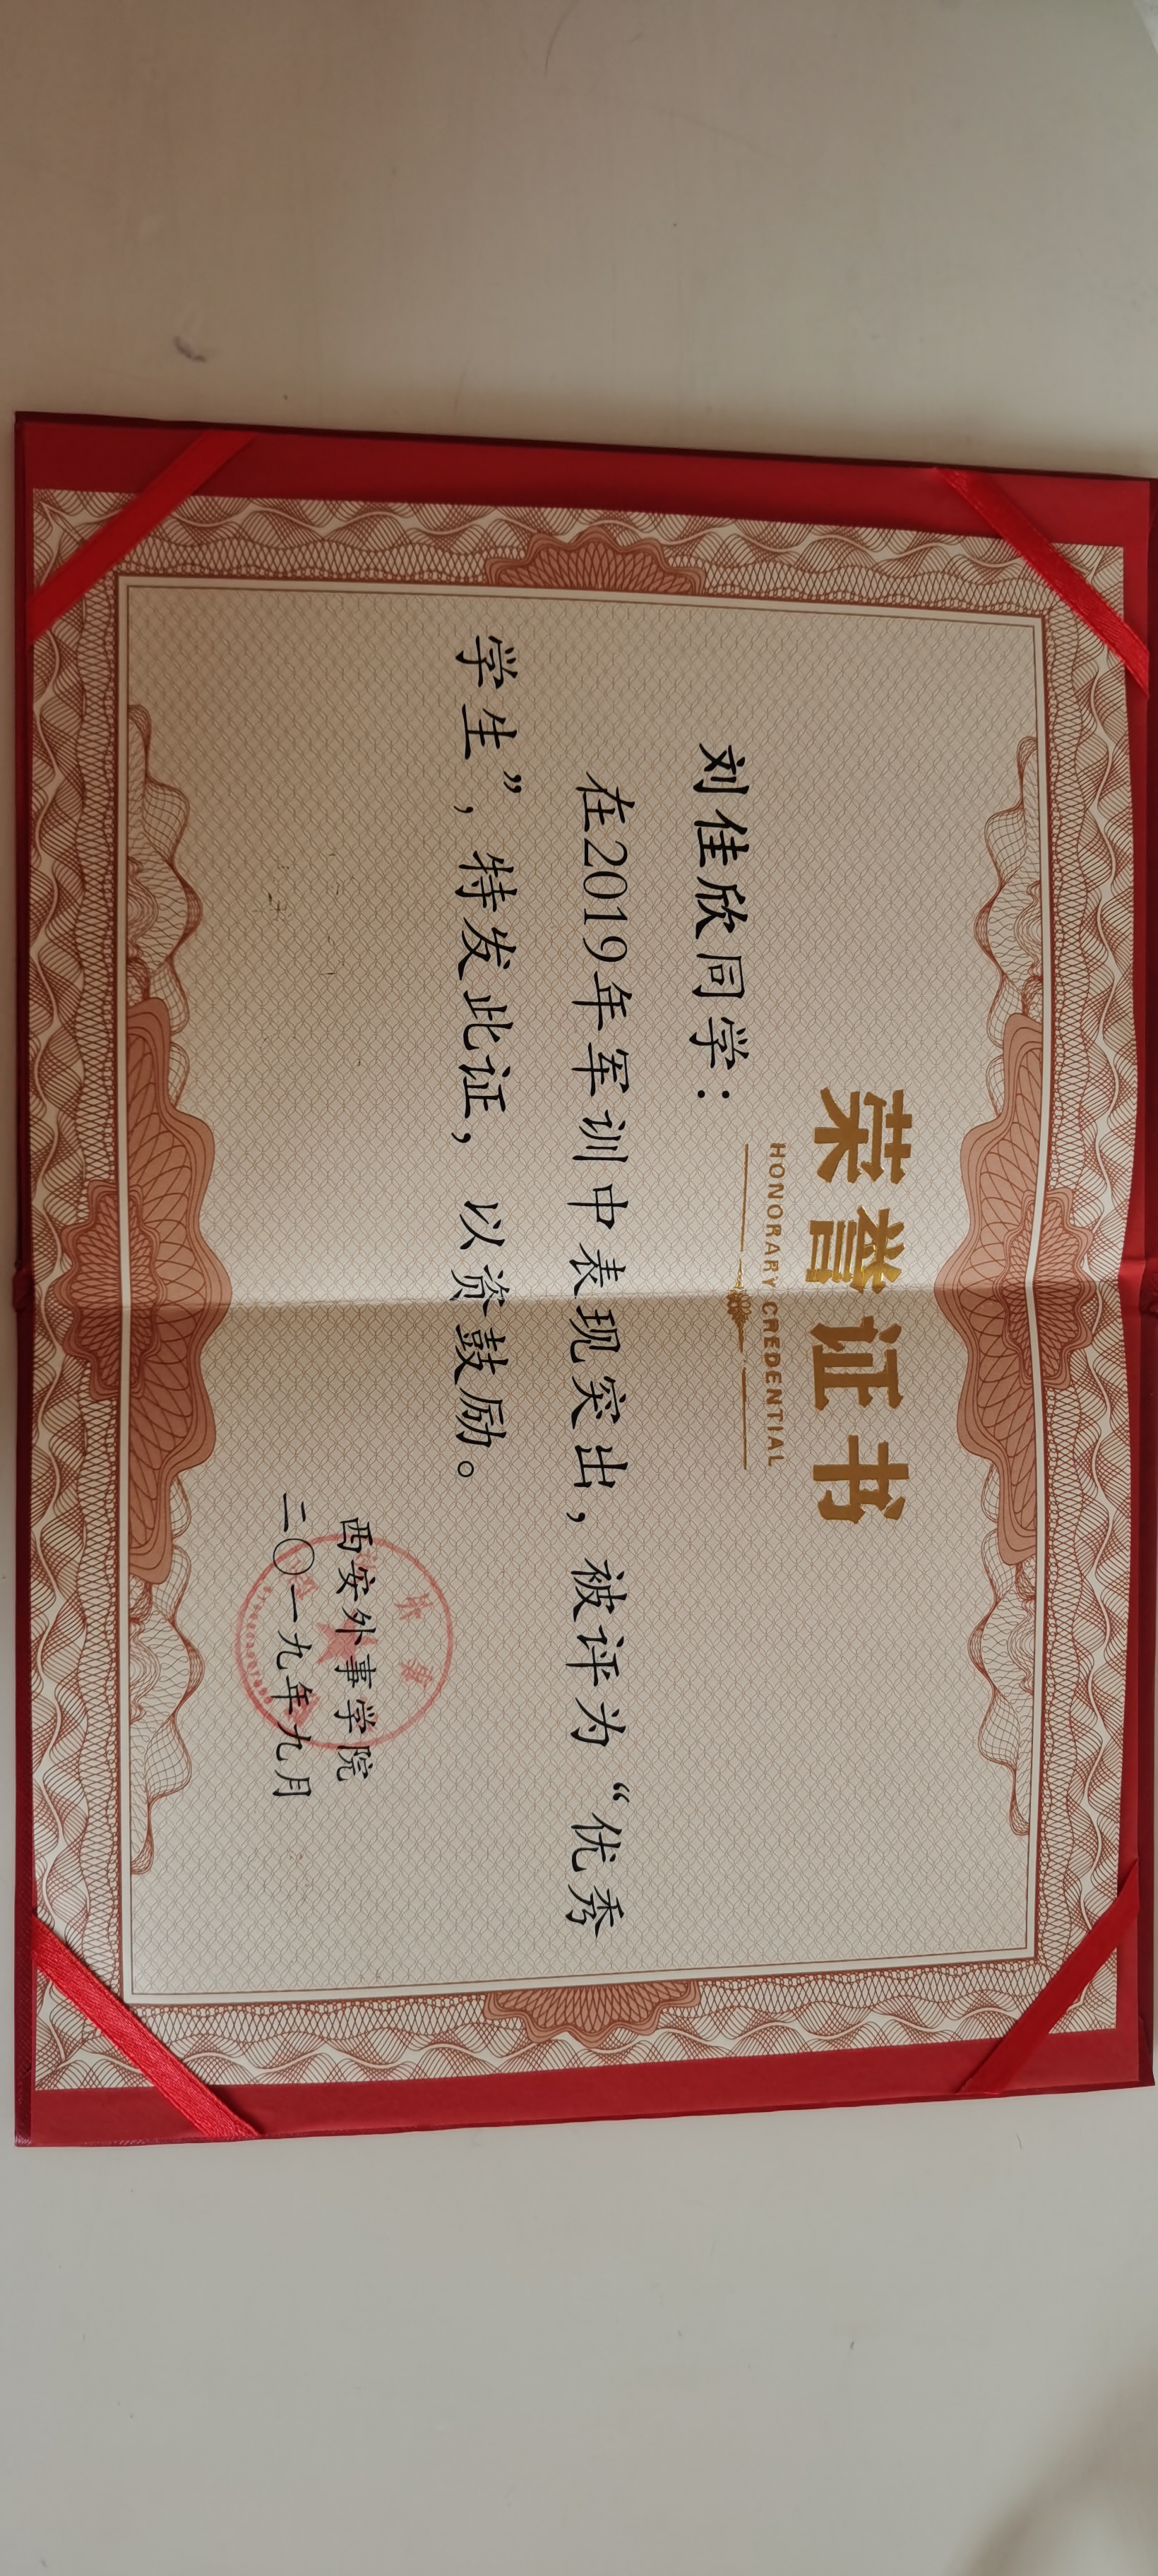 荣誉证书
HONORARY CREDENTIAL
刘佳欣同学：
在2019年军训中表现突出，被评为“优秀
学生”，特发此证，以资鼓励。
西安外事学院
二〇一九年九月